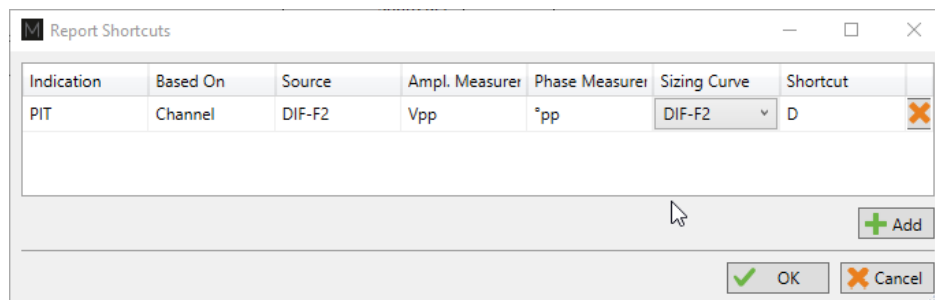 M Report Shortcuts
Indication Based On Source Ampl. Measurer Phase Measurer Sizing Curve Shortcut
PIT Channel DIF-F2 Vpp °pp DIF-F2 D
Add
OK Cancel